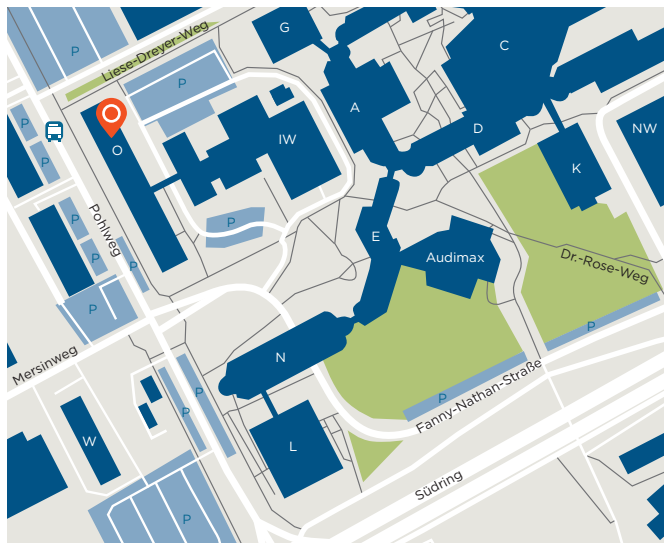 G
P
Liese-Dreyer-Weg
C
P
A
P
D
NW
IW
O
P
K
Pohlweg
P
E
P
Audimax
Dr.-Rose-Weg
P
P
P
Mersinweg
N
P
P
P
Fanny-Nathan-Straße
W
L
Südring
P